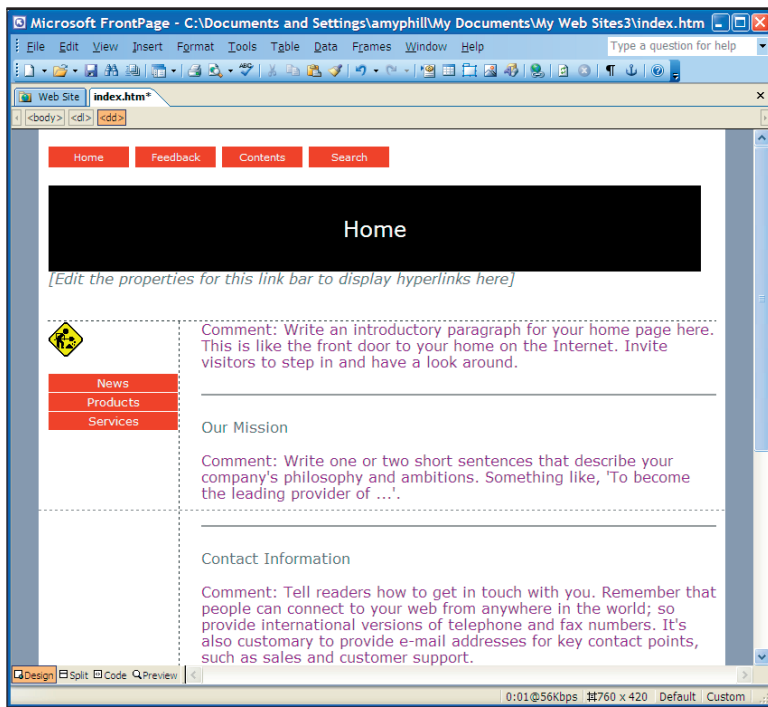 Microsoft FrontPage - C:\Documents and Settings\amyphill\My Documents\My Web Sites3\index.htm
File Edit View Insert Format Tools Table Data Frames Window Help Type a question for help
Web Site index.htm*
<body> <dl> <dd>
Home Feedback Contents Search
Home
[Edit the properties for this link bar to display hyperlinks here]
Comment: Write an introductory paragraph for your home page here.
This is like the front door to your home on the Internet. Invite
visitors to step in and have a look around.
News
Products
Services
Our Mission
Comment: Write one or two short sentences that describe your
company's philosophy and ambitions. Something like, 'To become
the leading provider of ...'.
Contact Information
Comment: Tell readers how to get in touch with you. Remember that
people can connect to your web from anywhere in the world; so
provide international versions of telephone and fax numbers. It's
also customary to provide e-mail addresses for key contact points,
such as sales and customer support.
Design Split Code Preview
0:01@56Kbps 760 x 420 Default Custom